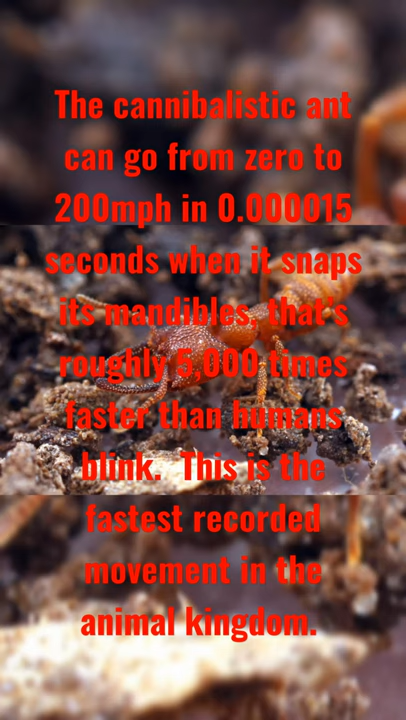 The cannibalistic ant
can go from zero to
200mph in 0.000015
seconds when it snaps
its mandibles, that's
roughly 5,000 times
faster than humans
blink.  This is the
fastest recorded
movement in the
animal kingdom.